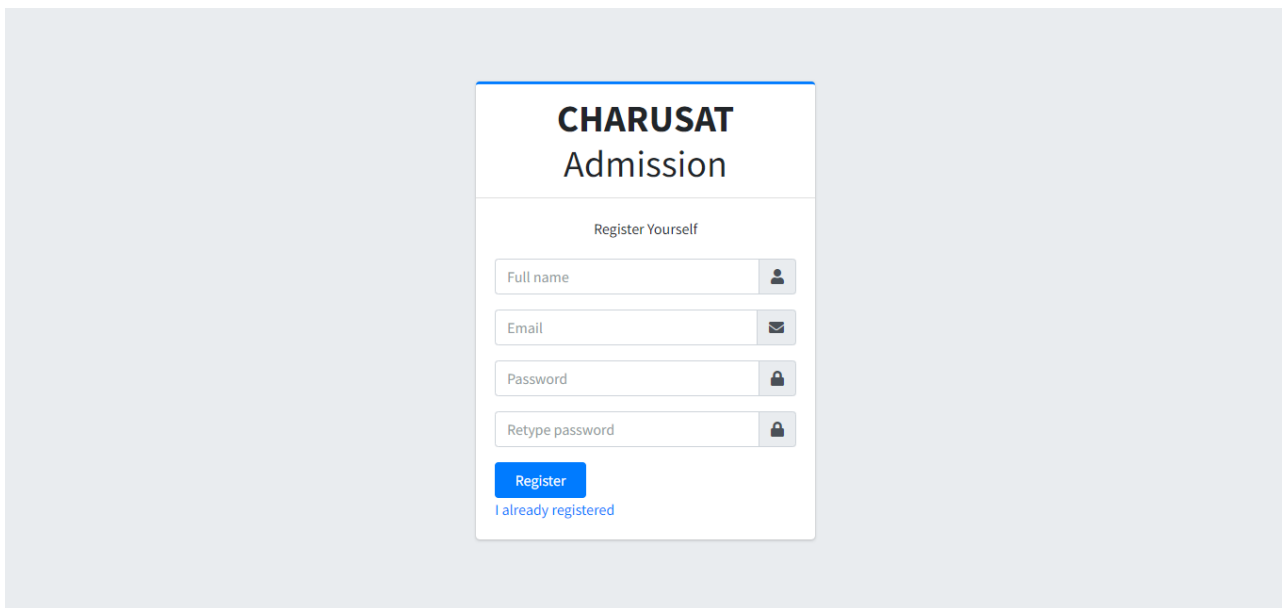 CHARUSAT
Admission
Register Yourself
Full name
Email
Password
Retype password
Register
I already registered